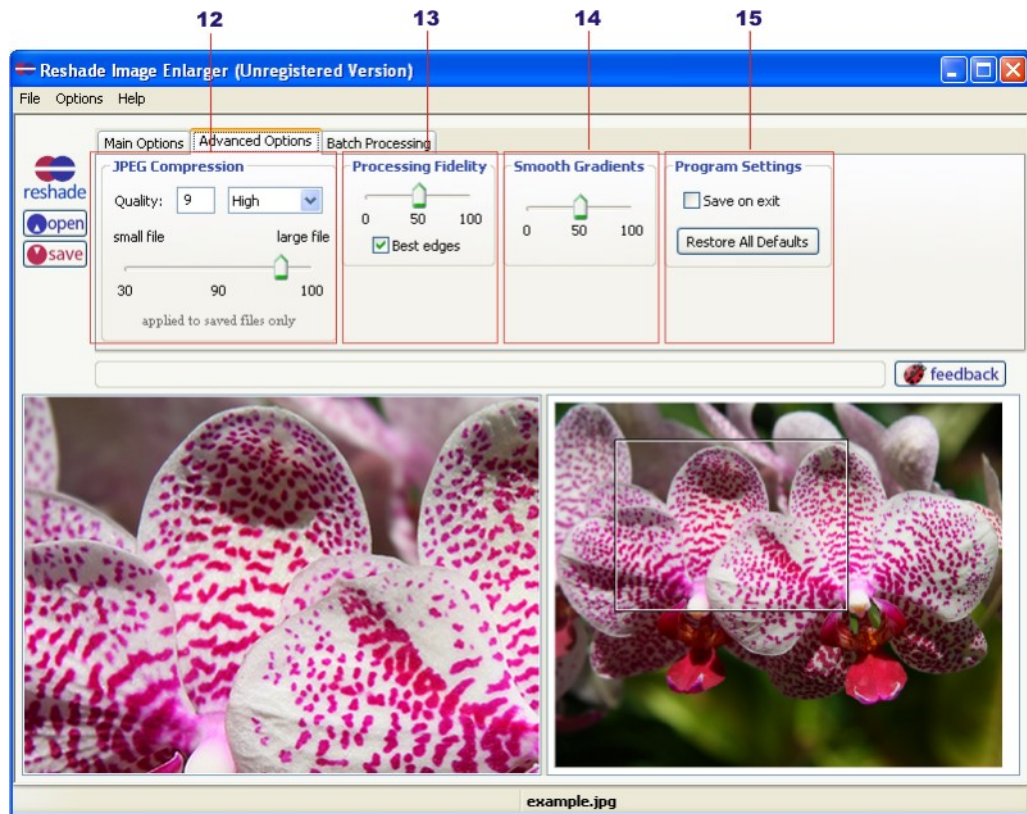 12 13 14 15
Reshade Image Enlarger (Unregistered Version)
File Options Help
Main Options Advanced Options Batch Processing
reshade
open
save
JPEG Compression
Quality: 9 High
small file large file
30 90 100
applied to saved files only
Processing Fidelity
0 50 100
Best edges
Smooth Gradients
0 50 100
Program Settings
Save on exit
Restore All Defaults
feedback
example.jpg